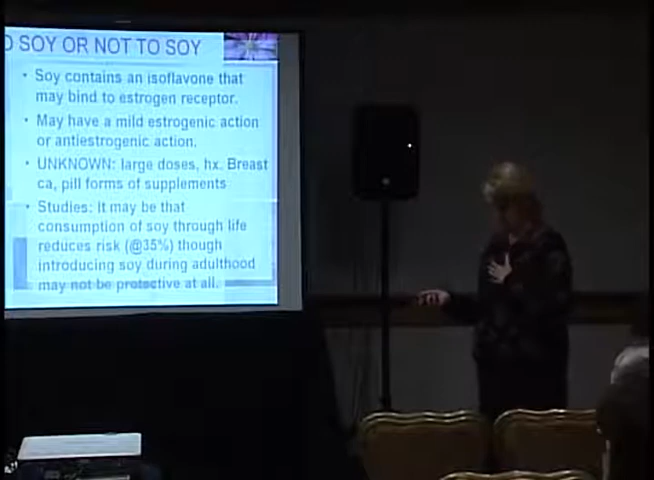 O SOY OR NOT TO SOY
• Soy contains an isoflavone that
may bind to estrogen receptor.
• May have a mild estrogenic action
or antiestrogenic action.
• UNKNOWN: large doses, hx. Breast
ca, pill forms of supplements
• Studies: It may be that
consumption of soy through life
reduces risk (@35%) though
introducing soy during adulthood
may not be protective at all.